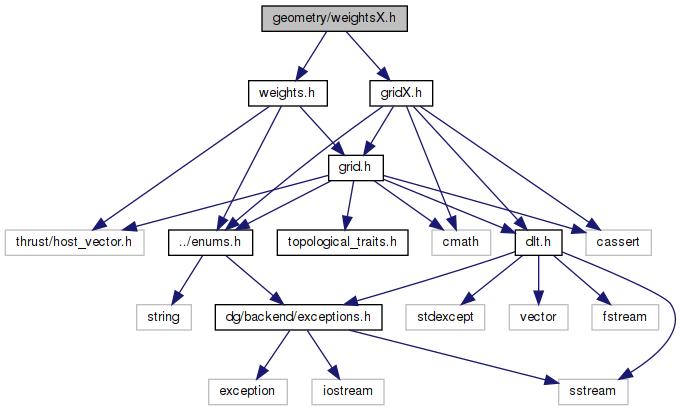 geometry/weightsX.h
weights.h
gridX.h
grid.h
thrust/host_vector.h
../enums.h
topological_traits.h
cmath
dlt.h
cassert
string
dg/backend/exceptions.h
stdexcept
vector
fstream
exception
iostream
sstream